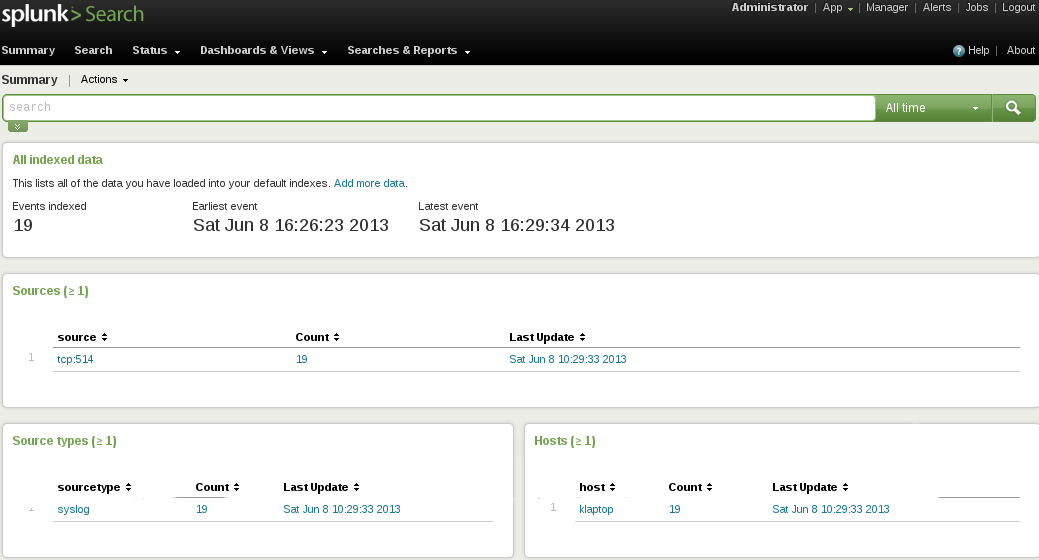 splunk> Search
Administrator | App | Manager | Alerts | Jobs | Logout
Summary Search Status Dashboards & Views Searches & Reports Help | About
Summary | Actions
search All time
All indexed data
This lists all of the data you have loaded into your default indexes. Add more data.
Events indexed Earliest event Latest event
19 Sat Jun 8 16:26:23 2013 Sat Jun 8 16:29:34 2013
Sources (≥ 1)
source Count Last Update
1 tcp:514 19 Sat Jun 8 10:29:33 2013
Source types (≥ 1)
sourcetype Count Last Update
syslog 19 Sat Jun 8 10:29:33 2013
Hosts (≥ 1)
host Count Last Update
1 klaptop 19 Sat Jun 8 10:29:33 2013